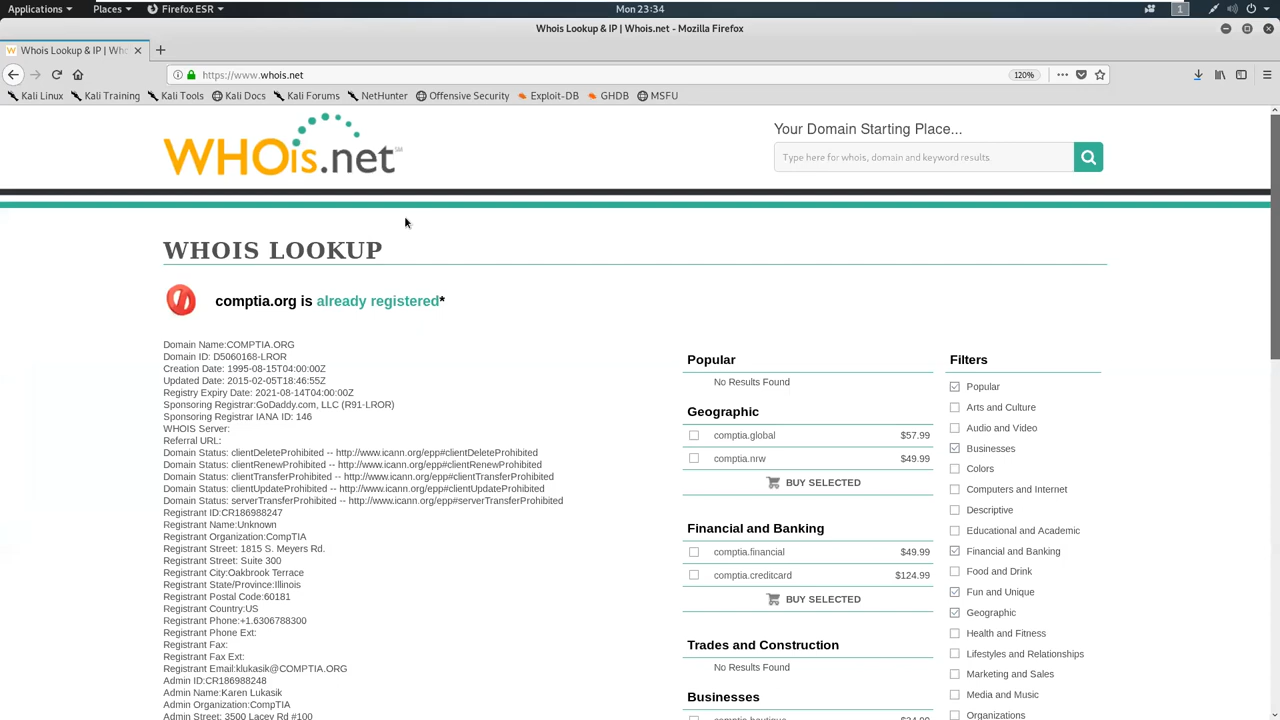 Applications
Places
Firefox ESR
Mon 23:34
1
Whois Lookup & IP | Whois.net - Mozilla Firefox
Whois Lookup & IP | Who
https://www.whois.net
120%
Kali Linux
Kali Training
Kali Tools
Kali Docs
Kali Forums
NetHunter
Offensive Security
Exploit-DB
GHDB
MSFU
WHOis.net
SM
Your Domain Starting Place...
Type here for whois, domain and keyword results
WHOIS LOOKUP
comptia.org is already registered*
Domain Name:COMPTIA.ORG
Domain ID: D5060168-LROR
Creation Date: 1995-08-15T04:00:00Z
Updated Date: 2015-02-05T18:46:55Z
Registry Expiry Date: 2021-08-14T04:00:00Z
Sponsoring Registrar:GoDaddy.com, LLC (R91-LROR)
Sponsoring Registrar IANA ID: 146
WHOIS Server:
Referral URL:
Domain Status: clientDeleteProhibited -- http://www.icann.org/epp#clientDeleteProhibited
Domain Status: clientRenewProhibited -- http://www.icann.org/epp#clientRenewProhibited
Domain Status: clientTransferProhibited -- http://www.icann.org/epp#clientTransferProhibited
Domain Status: clientUpdateProhibited -- http://www.icann.org/epp#clientUpdateProhibited
Domain Status: serverTransferProhibited -- http://www.icann.org/epp#serverTransferProhibited
Registrant ID:CR186988247
Registrant Name:Unknown
Registrant Organization:CompTIA
Registrant Street: 1815 S. Meyers Rd.
Registrant Street: Suite 300
Registrant City:Oakbrook Terrace
Registrant State/Province:Illinois
Registrant Postal Code:60181
Registrant Country:US
Registrant Phone:+1.6306788300
Registrant Phone Ext:
Registrant Fax:
Registrant Fax Ext:
Registrant Email:klukasik@COMPTIA.ORG
Admin ID:CR186988248
Admin Name:Karen Lukasik
Admin Organization:CompTIA
Admin Street: 3500 Lacey Rd #100
Popular
No Results Found
Geographic
comptia.global $57.99
comptia.nrw $49.99
BUY SELECTED
Financial and Banking
comptia.financial $49.99
comptia.creditcard $124.99
BUY SELECTED
Trades and Construction
No Results Found
Businesses
comptia.boutique $34.99
Filters
Popular
Arts and Culture
Audio and Video
Businesses
Colors
Computers and Internet
Descriptive
Educational and Academic
Financial and Banking
Food and Drink
Fun and Unique
Geographic
Health and Fitness
Lifestyles and Relationships
Marketing and Sales
Media and Music
Organizations